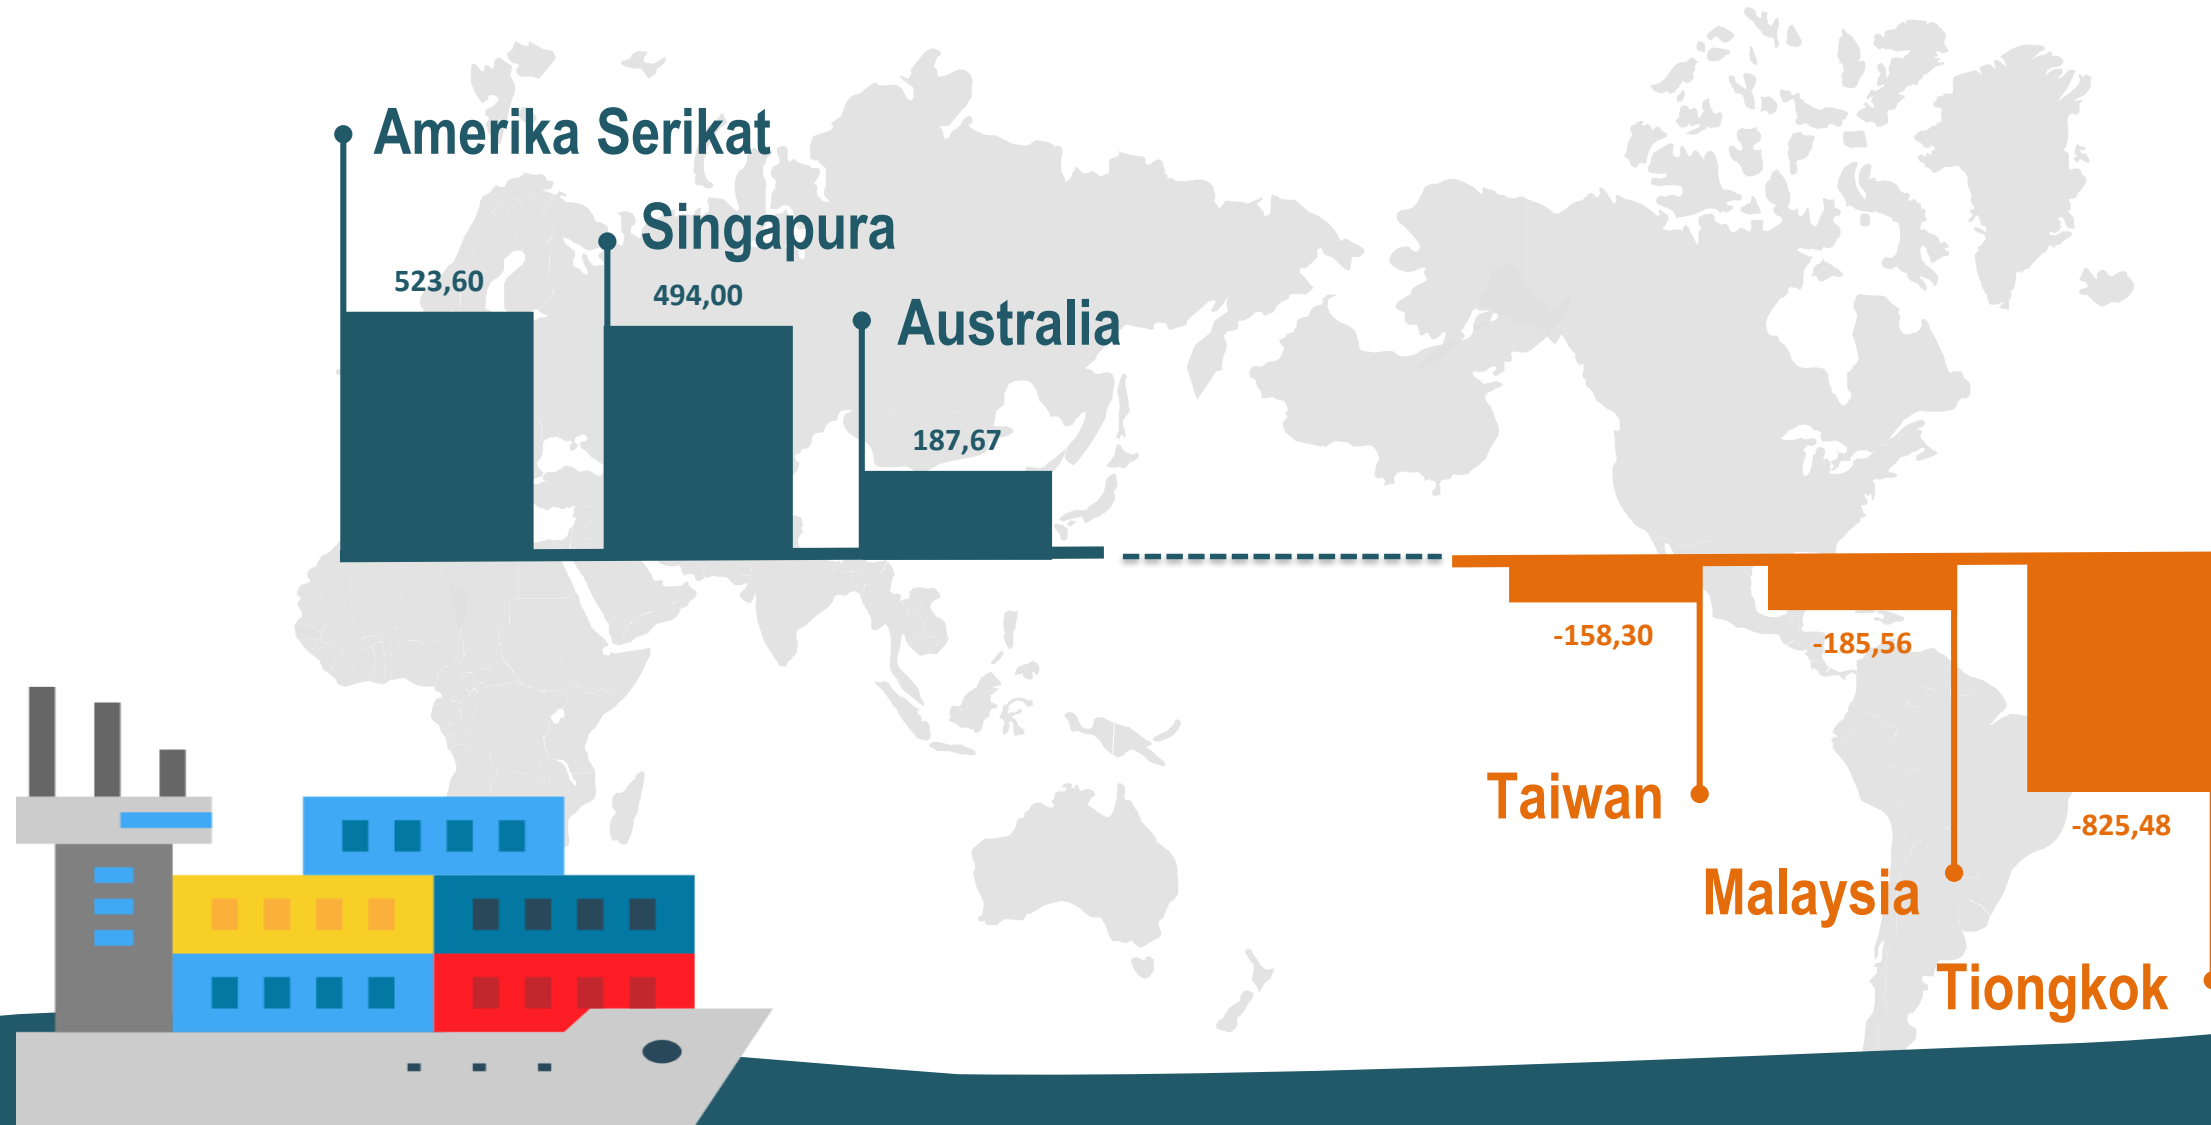 Amerika Serikat
Singapura
523,60
494,00
Australia
187,67
-158,30
-185,56
Taiwan
-825,48
Malaysia
Tiongkok